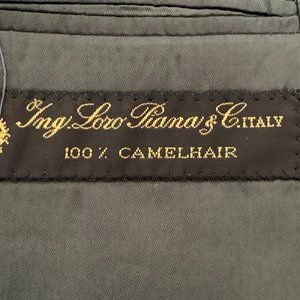 Ing. Loro Piana & C. ITALY
100 % CAMELHAIR